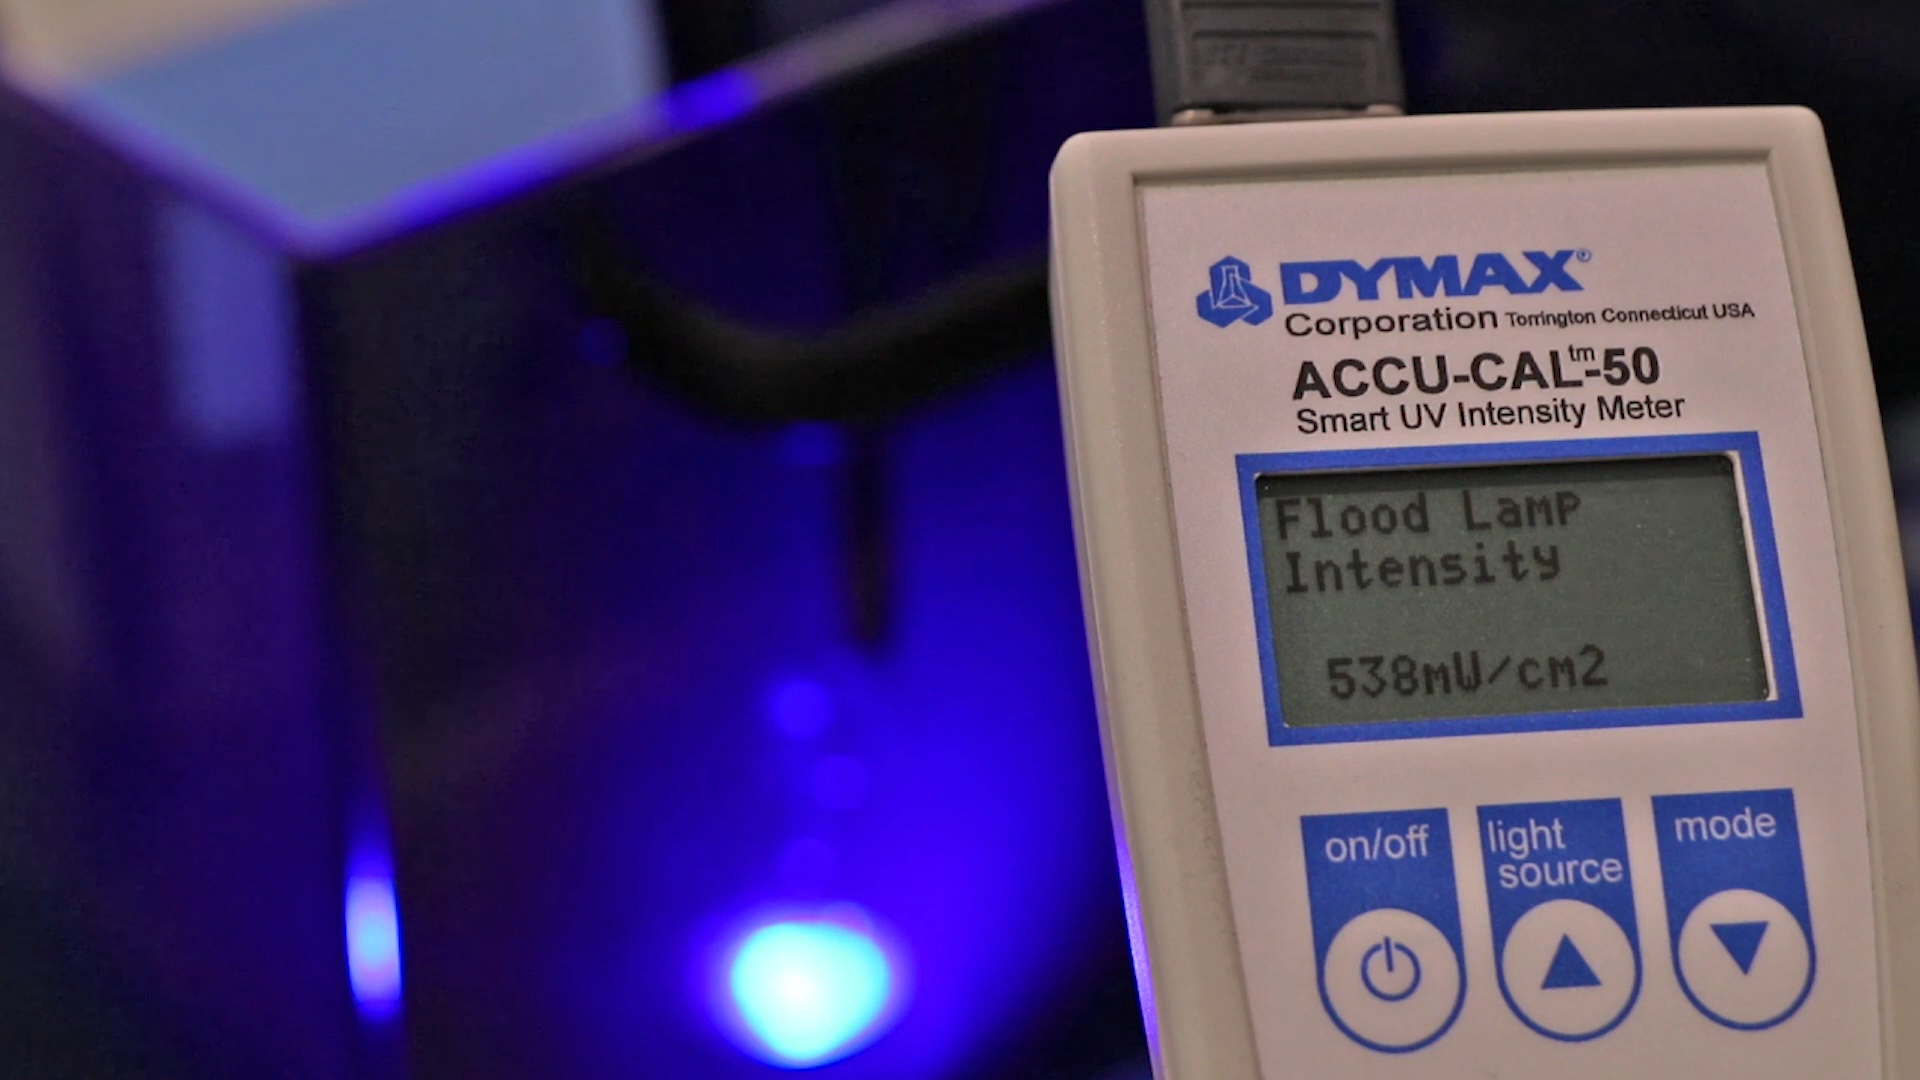 DYMAX®
Corporation Torrington Connecticut USA
ACCU-CAL™-50
Smart UV Intensity Meter
Flood Lamp
Intensity
538mW/cm2
on/off
light
source
mode